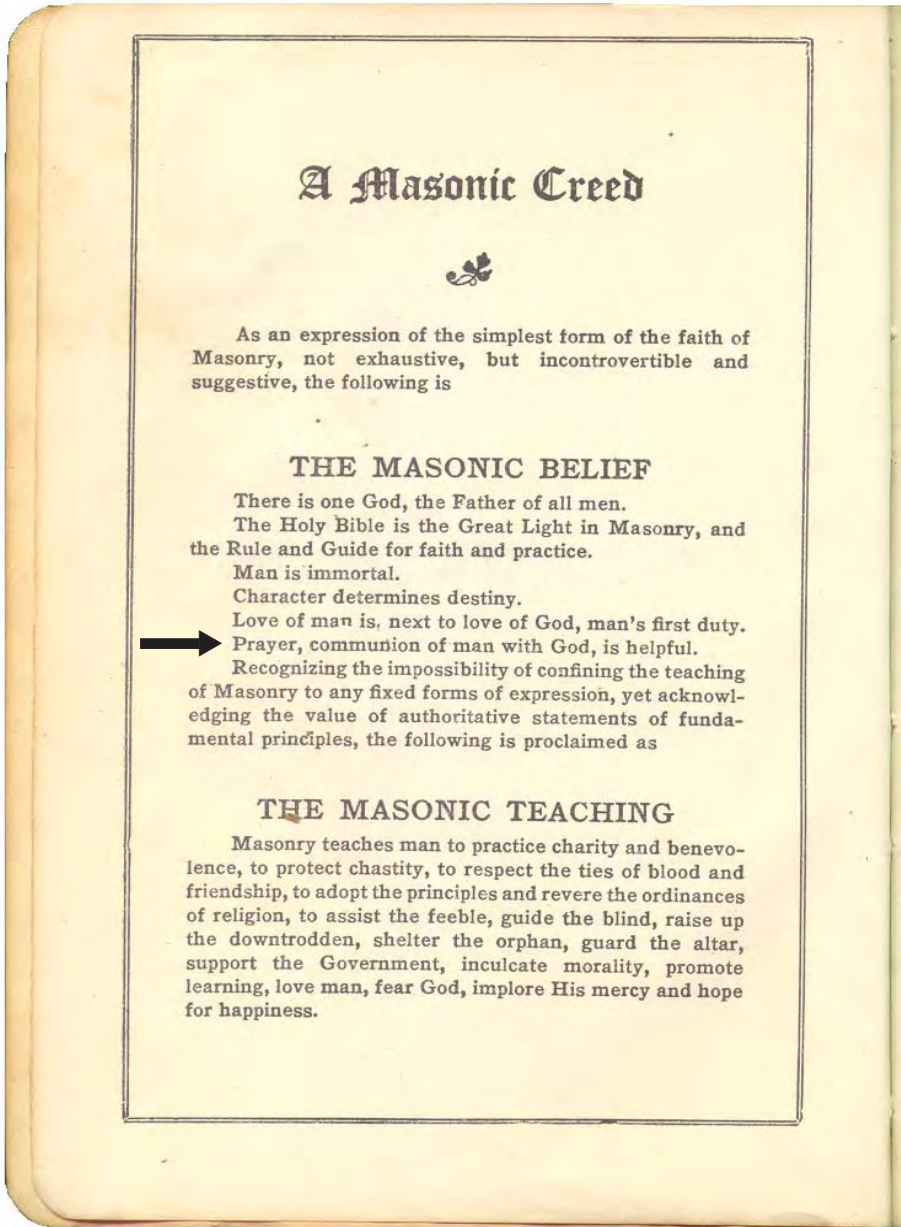 A Masonic Creed
As an expression of the simplest form of the faith of
Masonry, not exhaustive, but incontrovertible and
suggestive, the following is
THE MASONIC BELIEF
There is one God, the Father of all men.
The Holy Bible is the Great Light in Masonry, and
the Rule and Guide for faith and practice.
Man is immortal.
Character determines destiny.
Love of man is, next to love of God, man's first duty.
Prayer, communion of man with God, is helpful.
Recognizing the impossibility of confining the teaching
of Masonry to any fixed forms of expression, yet acknowl-
edging the value of authoritative statements of funda-
mental principles, the following is proclaimed as
THE MASONIC TEACHING
Masonry teaches man to practice charity and benevo-
lence, to protect chastity, to respect the ties of blood and
friendship, to adopt the principles and revere the ordinances
of religion, to assist the feeble, guide the blind, raise up
the downtrodden, shelter the orphan, guard the altar,
support the Government, inculcate morality, promote
learning, love man, fear God, implore His mercy and hope
for happiness.